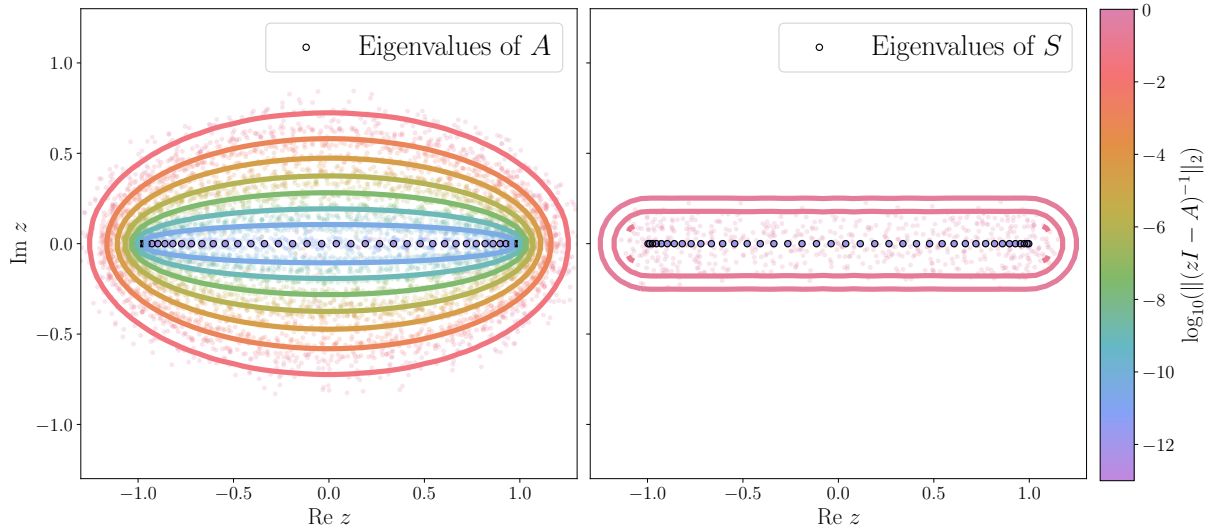 Eigenvalues of A
Im z
1.0
0.5
0.0
−0.5
−1.0
−1.0 −0.5 0.0 0.5 1.0
Re z
Eigenvalues of S
−1.0 −0.5 0.0 0.5 1.0
Re z
0
−2
−4
−6
−8
−10
−12
log₁₀(‖(zI − A)⁻¹‖₂)